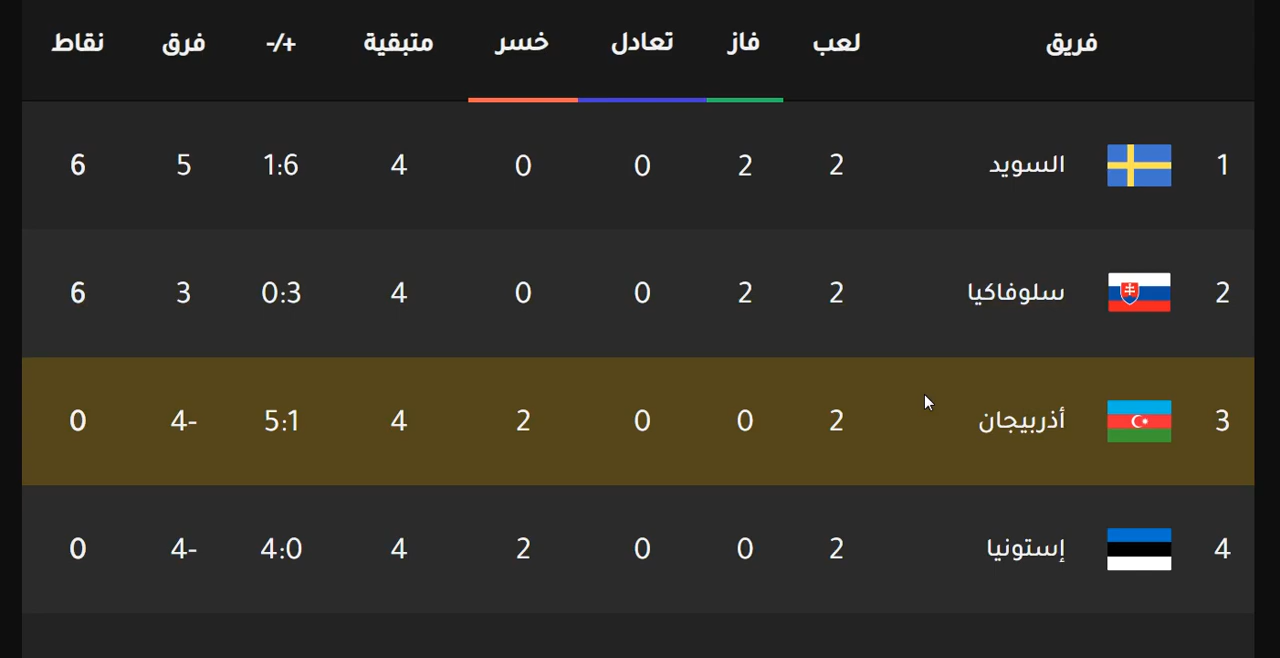 فريق لعب فاز تعادل خسر متبقية +/- فرق نقاط
1 السويد 2 2 0 0 4 1:6 5 6
2 سلوفاكيا 2 2 0 0 4 0:3 3 6
3 أذربيجان 2 0 0 2 4 5:1 4- 0
4 إستونيا 2 0 0 2 4 4:0 4- 0